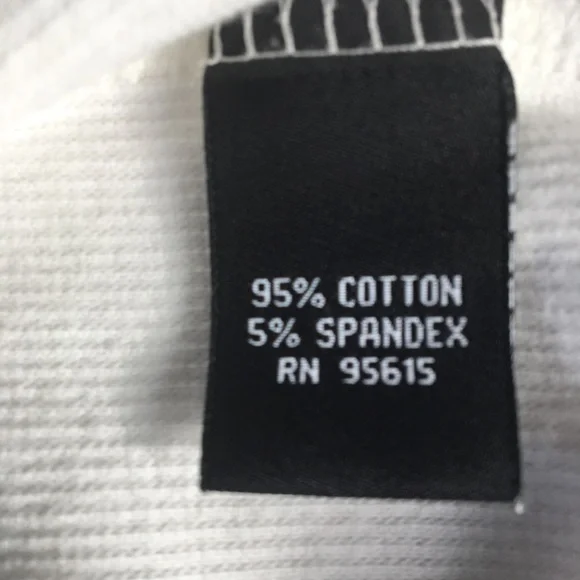 95% COTTON
5% SPANDEX
RN 95615